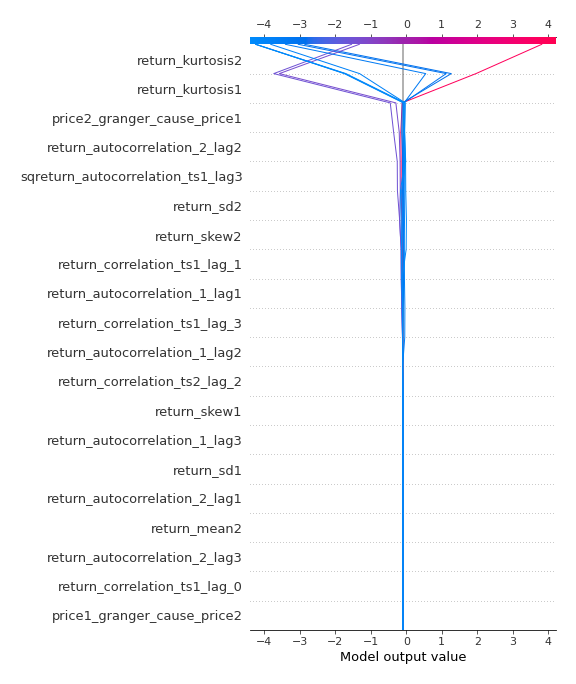 −4 −3 −2 −1 0 1 2 3 4
return_kurtosis2
return_kurtosis1
price2_granger_cause_price1
return_autocorrelation_2_lag2
sqreturn_autocorrelation_ts1_lag3
return_sd2
return_skew2
return_correlation_ts1_lag_1
return_autocorrelation_1_lag1
return_correlation_ts1_lag_3
return_autocorrelation_1_lag2
return_correlation_ts2_lag_2
return_skew1
return_autocorrelation_1_lag3
return_sd1
return_autocorrelation_2_lag1
return_mean2
return_autocorrelation_2_lag3
return_correlation_ts1_lag_0
price1_granger_cause_price2
−4 −3 −2 −1 0 1 2 3 4
Model output value